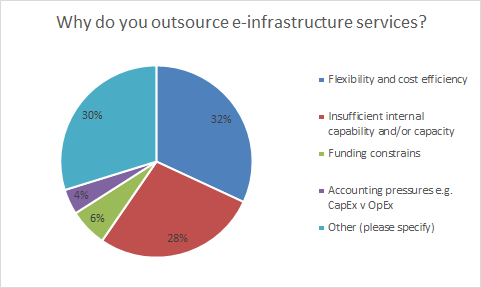 Why do you outsource e-infrastructure services?
32%
28%
6%
4%
30%
Flexibility and cost efficiency
Insufficient internal
capability and/or capacity
Funding constrains
Accounting pressures e.g.
CapEx v OpEx
Other (please specify)